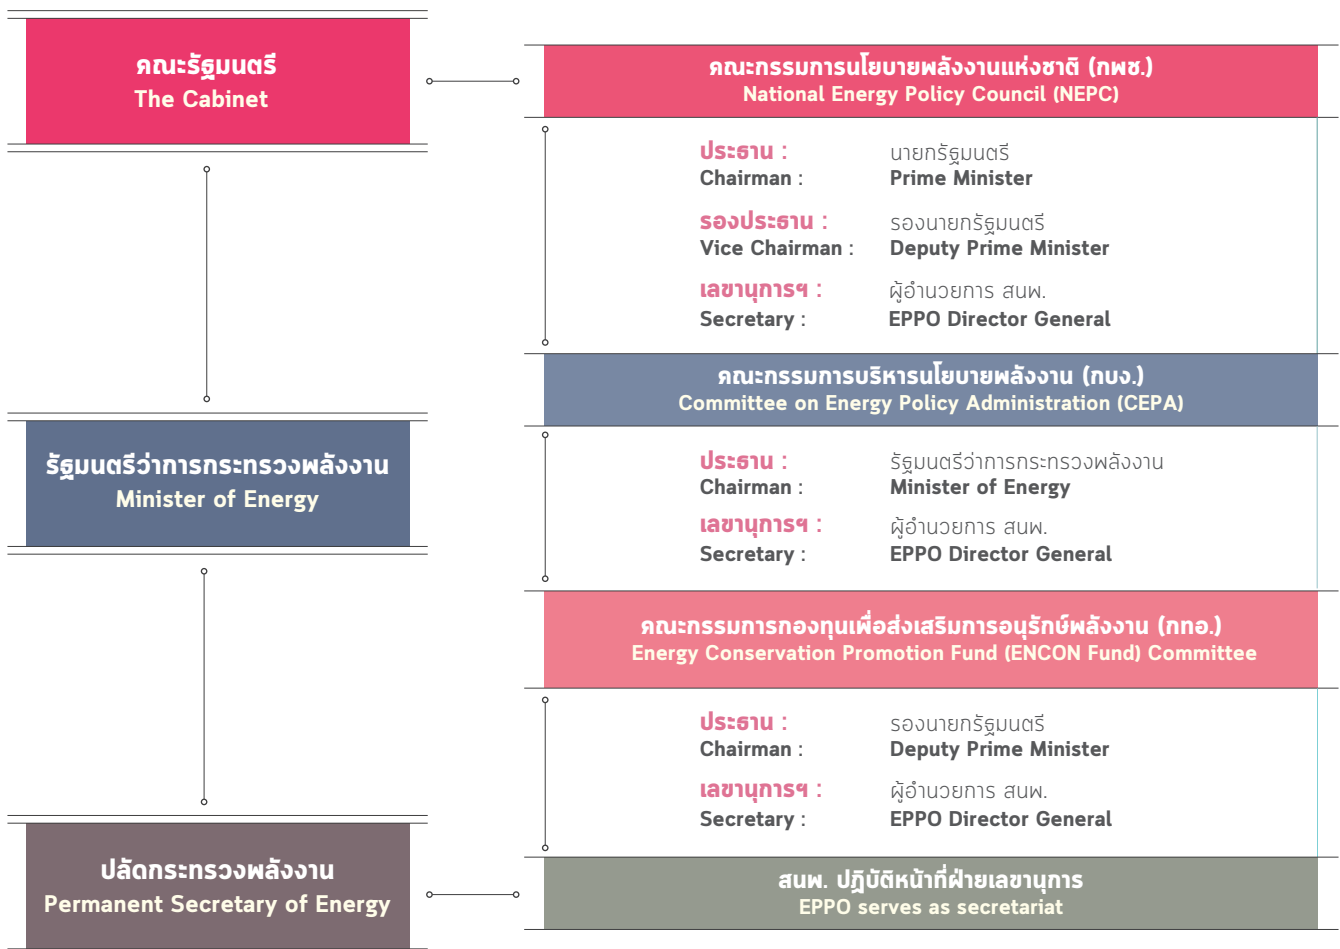 คณะรัฐมนตรี
The Cabinet
คณะกรรมการนโยบายพลังงานแห่งชาติ (กพช.)
National Energy Policy Council (NEPC)
ประธาน : นายกรัฐมนตรี
Chairman : Prime Minister
รองประธาน : รองนายกรัฐมนตรี
Vice Chairman : Deputy Prime Minister
เลขานุการฯ : ผู้อำนวยการ สนพ.
Secretary : EPPO Director General
คณะกรรมการบริหารนโยบายพลังงาน (กบง.)
Committee on Energy Policy Administration (CEPA)
รัฐมนตรีว่าการกระทรวงพลังงาน
Minister of Energy
ประธาน : รัฐมนตรีว่าการกระทรวงพลังงาน
Chairman : Minister of Energy
เลขานุการฯ : ผู้อำนวยการ สนพ.
Secretary : EPPO Director General
คณะกรรมการกองทุนเพื่อส่งเสริมการอนุรักษ์พลังงาน (กทอ.)
Energy Conservation Promotion Fund (ENCON Fund) Committee
ประธาน : รองนายกรัฐมนตรี
Chairman : Deputy Prime Minister
เลขานุการฯ : ผู้อำนวยการ สนพ.
Secretary : EPPO Director General
ปลัดกระทรวงพลังงาน
Permanent Secretary of Energy
สนพ. ปฏิบัติหน้าที่ฝ่ายเลขานุการ
EPPO serves as secretariat